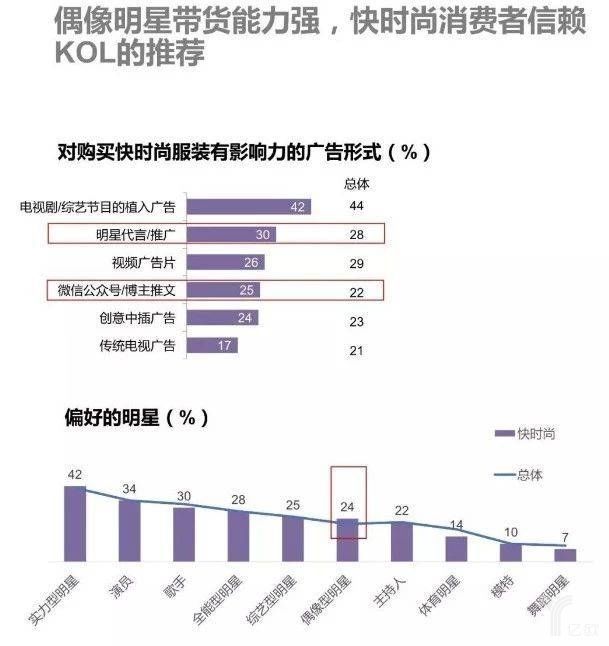 偶像明星带货能力强，快时尚消费者信赖
KOL的推荐
对购买快时尚服装有影响力的广告形式（%）
总体
电视剧/综艺节目的植入广告 42 44
明星代言/推广 30 28
视频广告片 26 29
微信公众号/博主推文 25 22
创意中插广告 24 23
传统电视广告 17 21
偏好的明星（%）
快时尚
总体
42 34 30 28 25 24 22 14 10 7
实力型明星 演员 歌手 全能型明星 综艺型明星 偶像型明星 主持人 体育明星 模特 舞蹈明星
亿欧